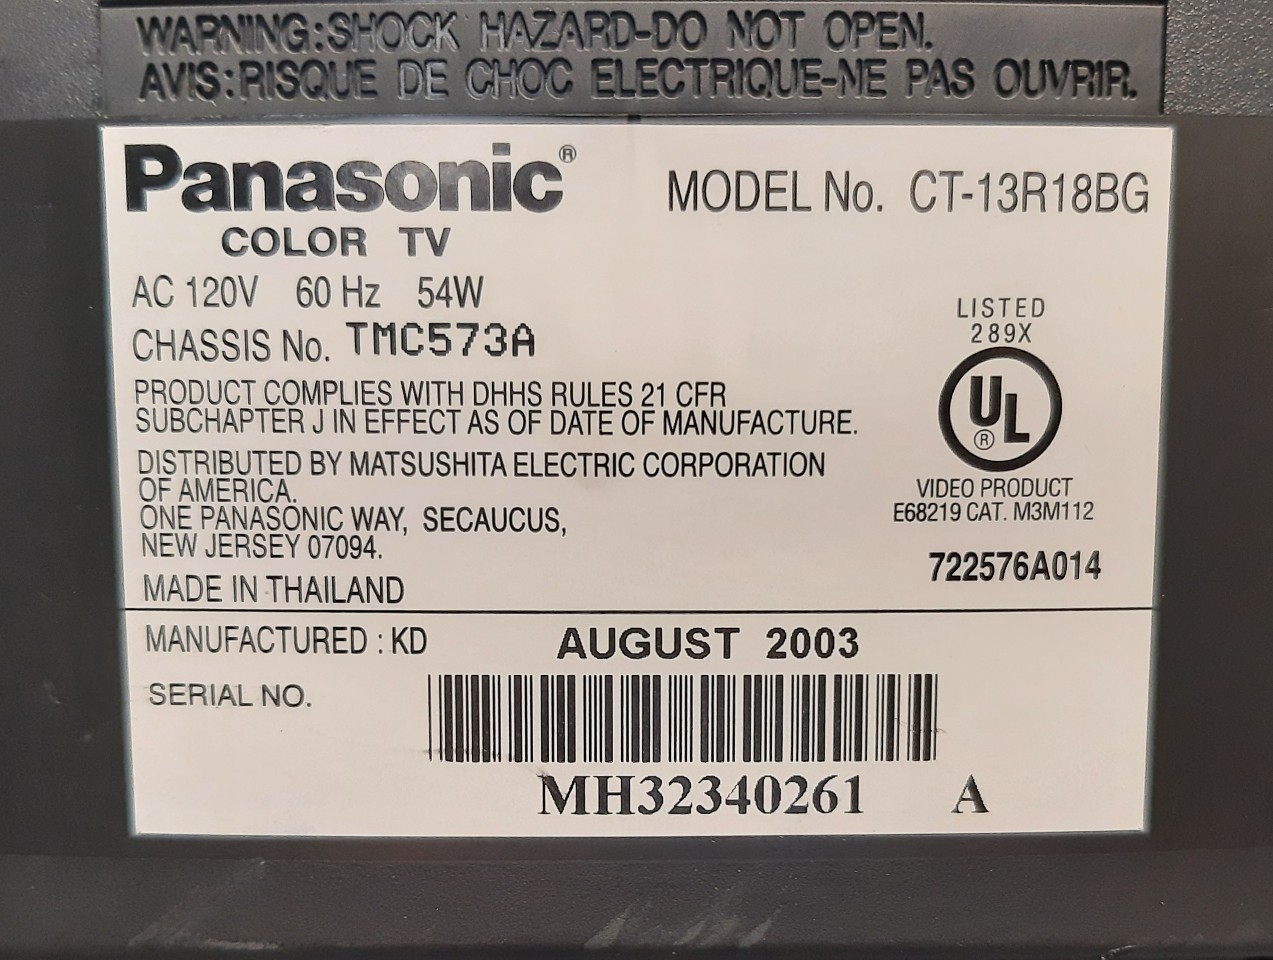 WARNING:SHOCK HAZARD-DO NOT OPEN.
AVIS:RISQUE DE CHOC ELECTRIQUE-NE PAS OUVRIR.
Panasonic®
COLOR TV
MODEL No. CT-13R18BG
AC 120V 60 Hz 54W
CHASSIS No. TMC573A
PRODUCT COMPLIES WITH DHHS RULES 21 CFR
SUBCHAPTER J IN EFFECT AS OF DATE OF MANUFACTURE.
DISTRIBUTED BY MATSUSHITA ELECTRIC CORPORATION
OF AMERICA.
ONE PANASONIC WAY, SECAUCUS,
NEW JERSEY 07094.
MADE IN THAILAND
LISTED
289X
UL
®
VIDEO PRODUCT
E68219 CAT. M3M112
722576A014
MANUFACTURED : KD AUGUST 2003
SERIAL NO.
MH32340261 A